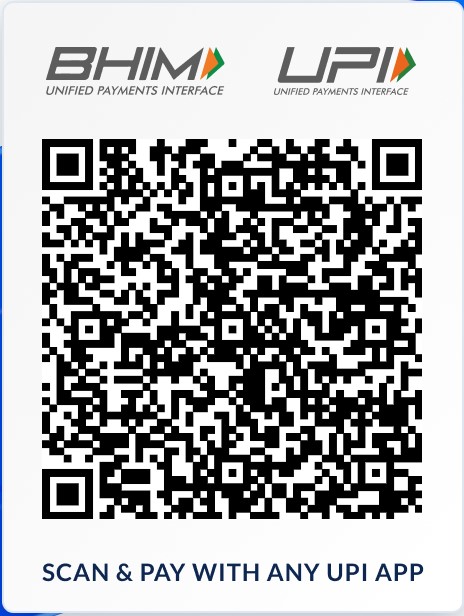 BHIM
UNIFIED PAYMENTS INTERFACE
UPI
UNIFIED PAYMENTS INTERFACE
SCAN & PAY WITH ANY UPI APP